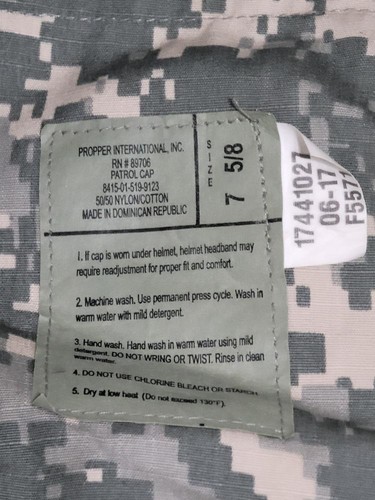 PROPPER INTERNATIONAL, INC.
RN # 89706
PATROL CAP
8415-01-519-9123
50/50 NYLON/COTTON
MADE IN DOMINICAN REPUBLIC
SIZE
7 5/8
17441027
06-17
F5571
1. If cap is worn under helmet, helmet headband may
require readjustment for proper fit and comfort.
2. Machine wash. Use permanent press cycle. Wash in
warm water with mild detergent.
3. Hand wash. Hand wash in warm water using mild
detergent. DO NOT WRING OR TWIST. Rinse in clean
warm water.
4. DO NOT USE CHLORINE BLEACH OR STARCH
5. Dry at low heat (Do not exceed 130°F).